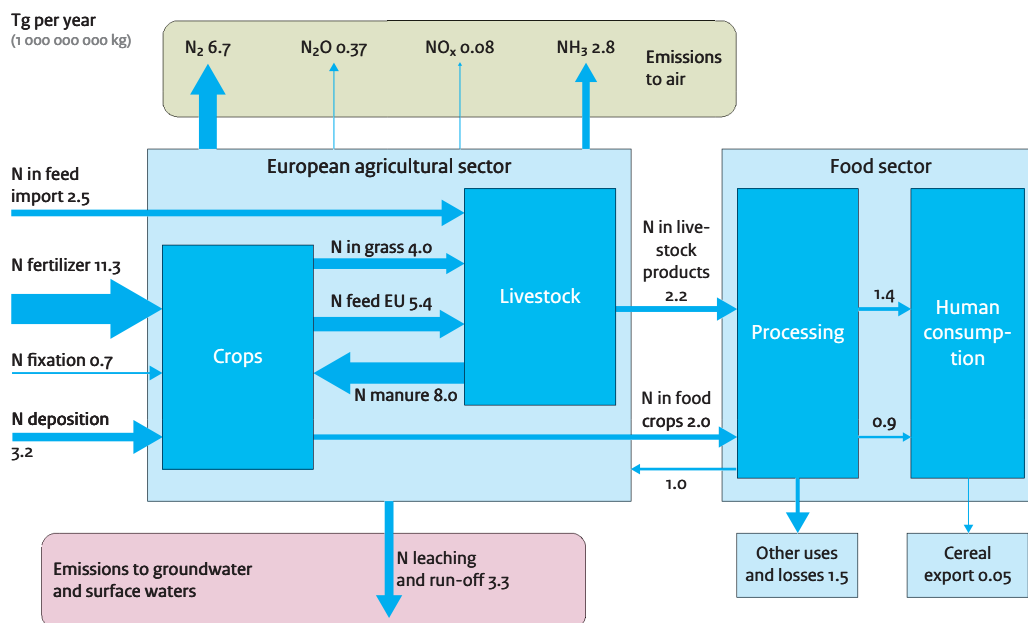 Tg per year
(1 000 000 000 kg)
N₂ 6.7
N₂O 0.37
NOₓ 0.08
NH₃ 2.8
Emissions
to air
European agricultural sector
Food sector
N in feed
import 2.5
N fertilizer 11.3
N fixation 0.7
N deposition
3.2
Crops
N in grass 4.0
N feed EU 5.4
N manure 8.0
Livestock
N in live-
stock
products
2.2
N in food
crops 2.0
1.0
Processing
1.4
0.9
Human
consump-
tion
Emissions to groundwater
and surface waters
N leaching
and run-off 3.3
Other uses
and losses 1.5
Cereal
export 0.05